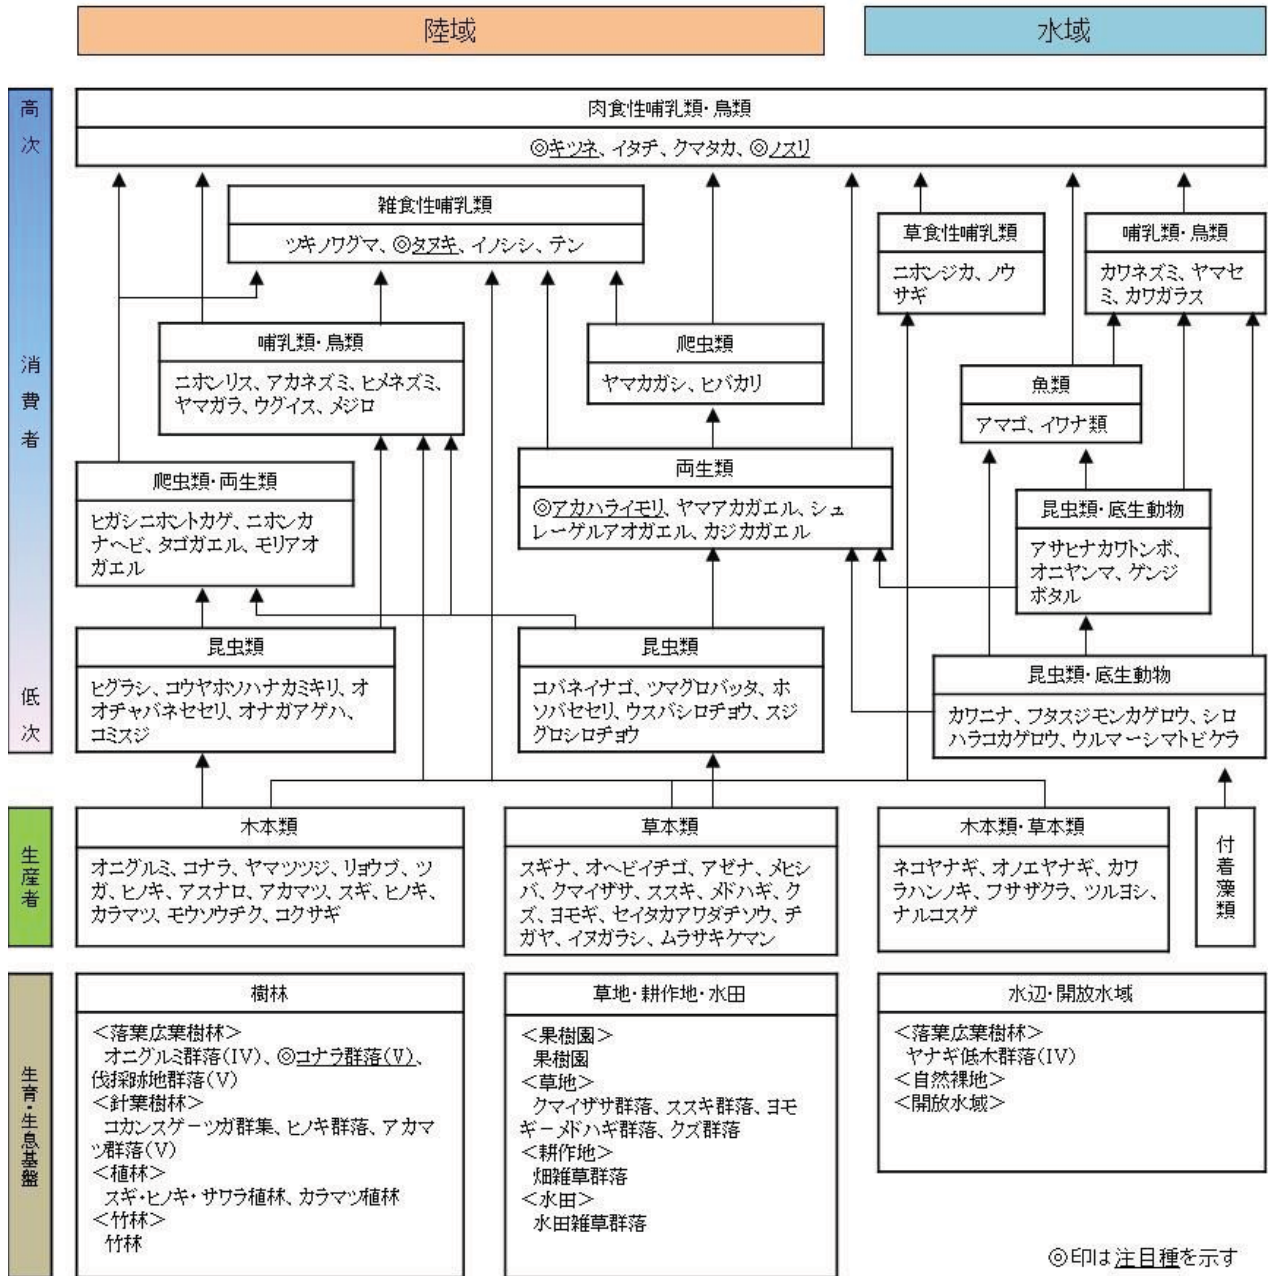 陸域
水域
高次
消費者
低次
生産者
生育・生息基盤
肉食性哺乳類・鳥類
◎キツネ、イタチ、クマタカ、◎ノスリ
雑食性哺乳類
ツキノワグマ、◎タヌキ、イノシシ、テン
草食性哺乳類
ニホンジカ、ノウ
サギ
哺乳類・鳥類
カワネズミ、ヤマセ
ミ、カワガラス
哺乳類・鳥類
ニホンリス、アカネズミ、ヒメネズミ、
ヤマガラ、ウグイス、メジロ
爬虫類
ヤマカガシ、ヒバカリ
魚類
アマゴ、イワナ類
爬虫類・両生類
ヒガシニホントカゲ、ニホンカ
ナヘビ、タゴガエル、モリアオ
ガエル
両生類
◎アカハライモリ、ヤマアカガエル、シュ
レーゲルアオガエル、カジカガエル
昆虫類・底生動物
アサヒナカワトンボ、
オニヤンマ、ゲンジ
ボタル
昆虫類
ヒグラシ、コウヤホソハナカミキリ、オ
オチャバネセセリ、オナガアゲハ、
コミスジ
昆虫類
コバネイナゴ、ツマグロバッタ、ホ
ソバセセリ、ウスバシロチョウ、スジ
グロシロチョウ
昆虫類・底生動物
カワニナ、フタスジモンカゲロウ、シロ
ハラコカゲロウ、ウルマーシマトビケラ
木本類
オニグルミ、コナラ、ヤマツツジ、リョウブ、ツ
ガ、ヒノキ、アスナロ、アカマツ、スギ、ヒノキ、
カラマツ、モウソウチク、コクサギ
草本類
スギナ、オヘビイチゴ、アゼナ、メヒシ
バ、クマイザサ、ススキ、メドハギ、ク
ズ、ヨモギ、セイタカアワダチソウ、チ
ガヤ、イヌガラシ、ムラサキケマン
木本類・草本類
ネコヤナギ、オノエヤナギ、カワ
ラハンノキ、フサザクラ、ツルヨシ、
ナルコスゲ
付着藻類
樹林
＜落葉広葉樹林＞
オニグルミ群落(IV)、◎コナラ群落(V)、
伐採跡地群落(V)
＜針葉樹林＞
コカンスゲーツガ群集、ヒノキ群落、アカマ
ツ群落(V)
＜植林＞
スギ・ヒノキ・サワラ植林、カラマツ植林
＜竹林＞
竹林
草地・耕作地・水田
＜果樹園＞
果樹園
＜草地＞
クマイザサ群落、ススキ群落、ヨモ
ギーメドハギ群落、クズ群落
＜耕作地＞
畑雑草群落
＜水田＞
水田雑草群落
水辺・開放水域
＜落葉広葉樹林＞
ヤナギ低木群落(IV)
＜自然裸地＞
＜開放水域＞
◎印は注目種を示す